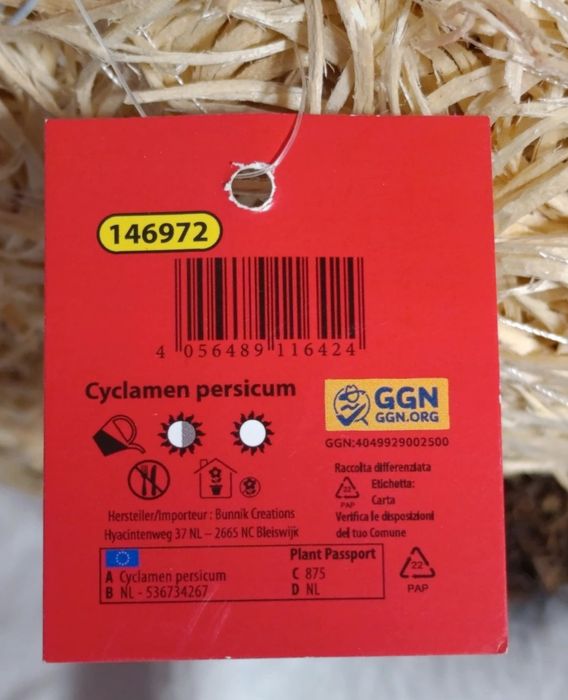 146972
4 056489 116424
Cyclamen persicum
GGN
GGN.ORG
GGN:4049929002500
Raccolta differenziata
22 Etichetta:
PAP Carta
Verifica le disposizioni
del tuo Comune
Hersteller/Importeur : Bunnik Creations
Hyacintenweg 37 NL – 2665 NC Bleiswijk
Plant Passport
A Cyclamen persicum C 875
B NL - 536734267 D NL
22
PAP